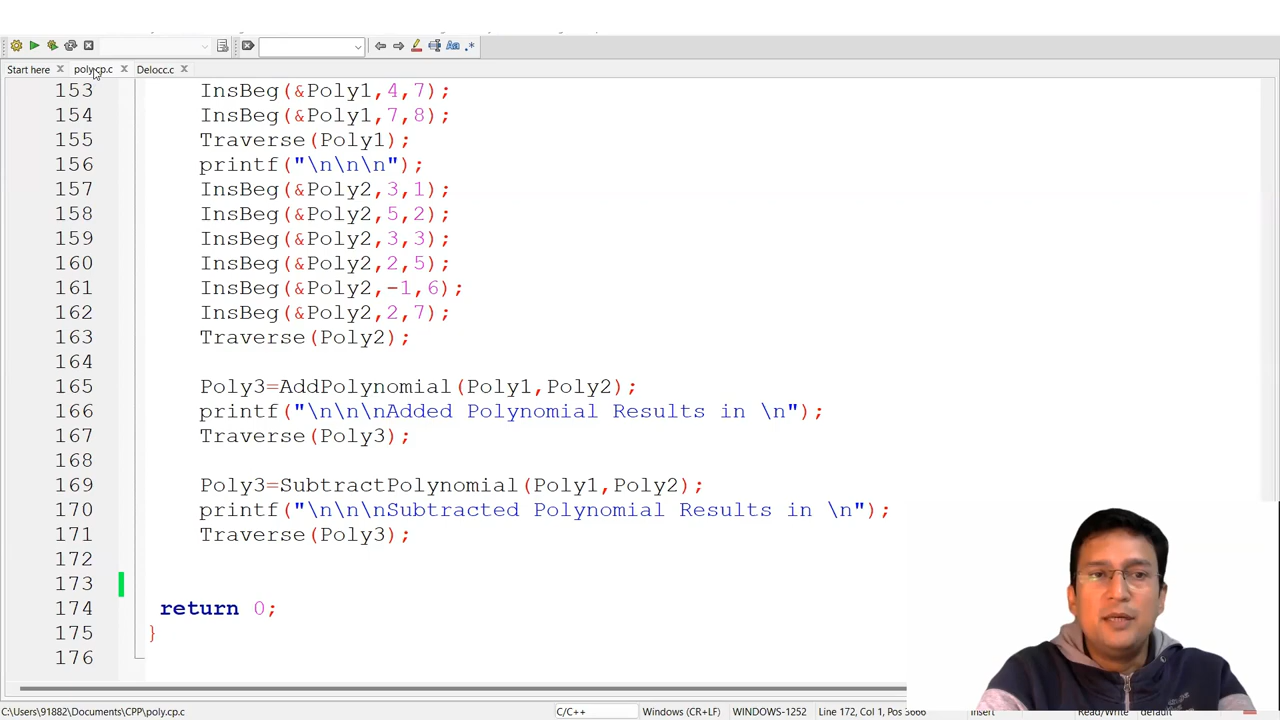 Start here
poly.cp.c
Delocc.c
153 InsBeg(&Poly1,4,7);
154 InsBeg(&Poly1,7,8);
155 Traverse(Poly1);
156 printf("\n\n\n");
157 InsBeg(&Poly2,3,1);
158 InsBeg(&Poly2,5,2);
159 InsBeg(&Poly2,3,3);
160 InsBeg(&Poly2,2,5);
161 InsBeg(&Poly2,-1,6);
162 InsBeg(&Poly2,2,7);
163 Traverse(Poly2);
164
165 Poly3=AddPolynomial(Poly1,Poly2);
166 printf("\n\n\nAdded Polynomial Results in \n");
167 Traverse(Poly3);
168
169 Poly3=SubtractPolynomial(Poly1,Poly2);
170 printf("\n\n\nSubtracted Polynomial Results in \n");
171 Traverse(Poly3);
172
173
174 return 0;
175 }
176
C:\Users\91882\Documents\CPP\poly.cp.c C/C++ Windows (CR+LF) WINDOWS-1252 Line 172, Col 1, Pos 3666 Insert Read/Write default